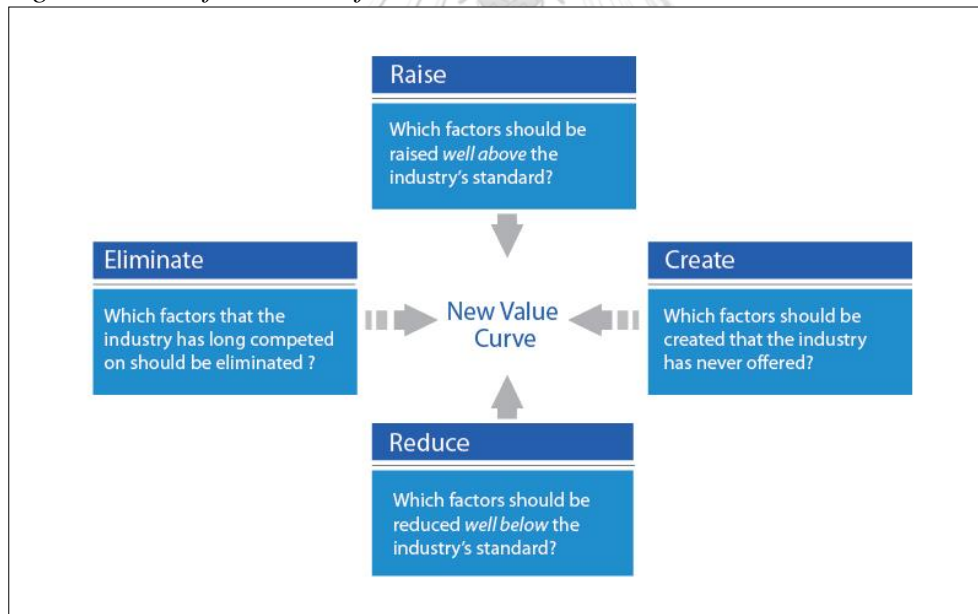 Raise
Which factors should be
raised well above the
industry's standard?
Eliminate
Which factors that the
industry has long competed
on should be eliminated ?
New Value
Curve
Create
Which factors should be
created that the industry
has never offered?
Reduce
Which factors should be
reduced well below the
industry's standard?